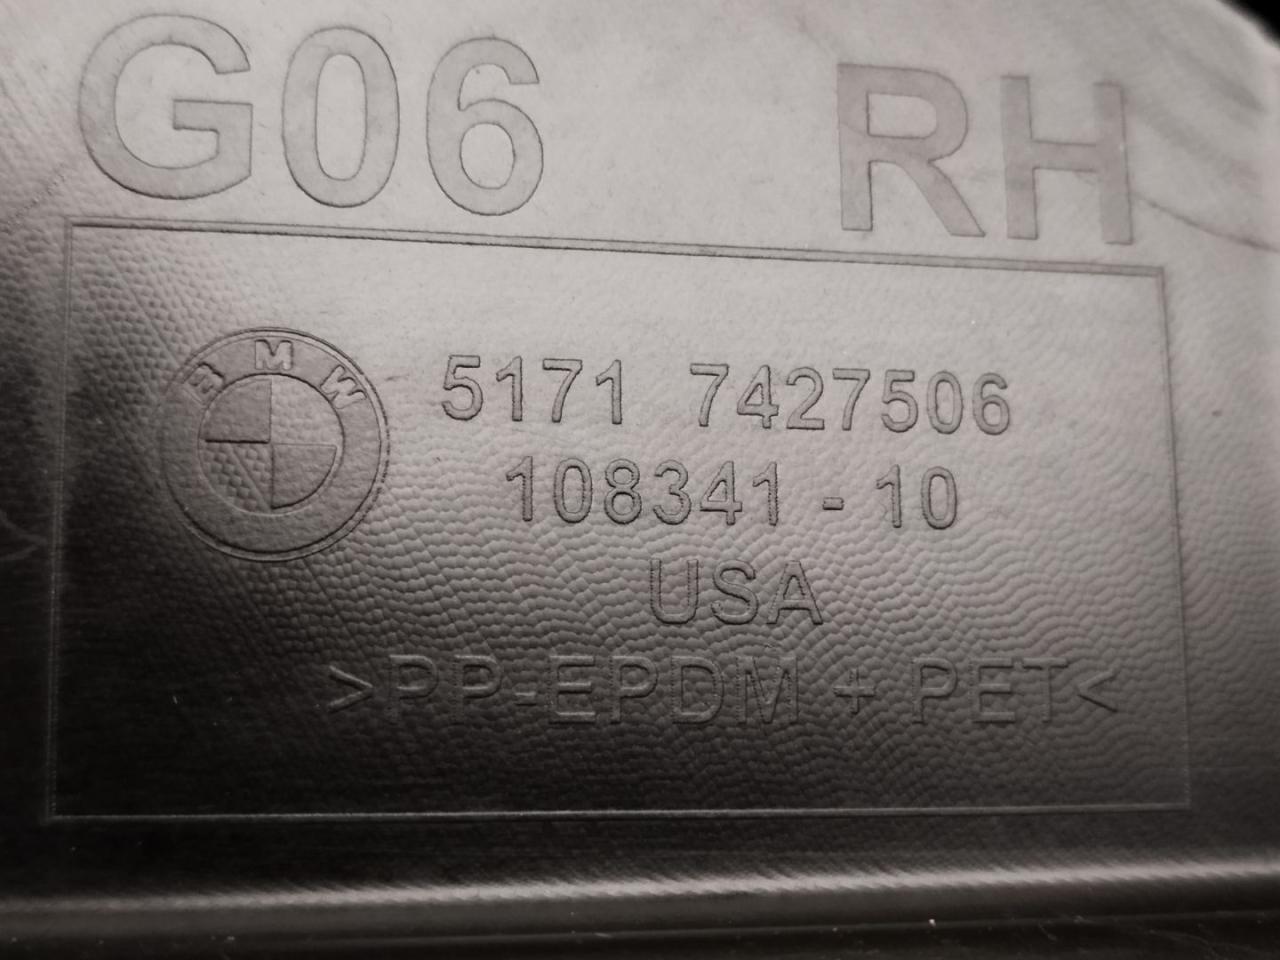 G06 RH
BMW
5171 7427506
108341 - 10
USA
>PP-EPDM + PET<